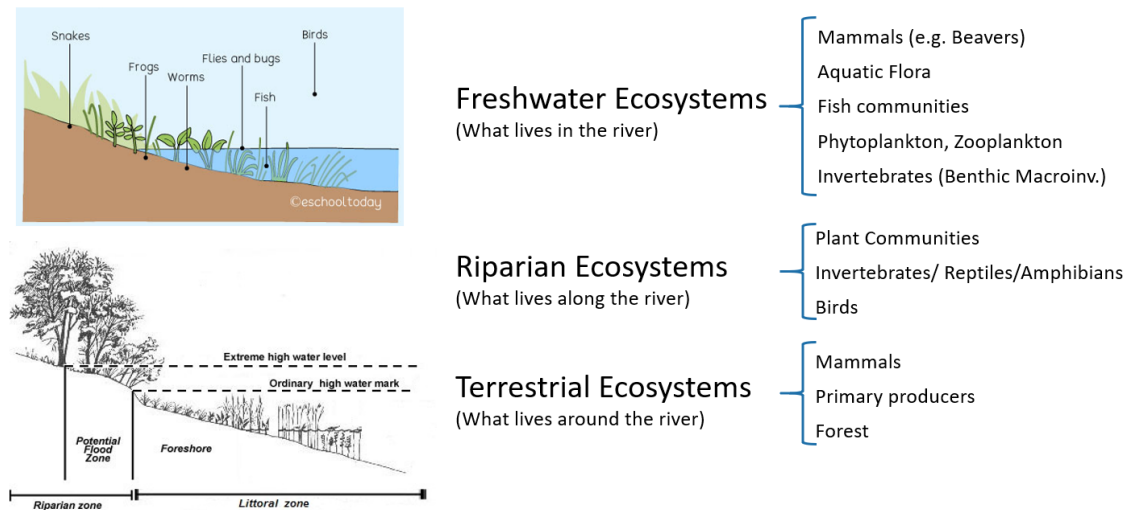 Snakes
Birds
Flies and bugs
Frogs
Worms
Fish
©eschooltoday
Extreme high water level
Ordinary high water mark
Potential
Flood
Zone
Foreshore
Riparian zone
Littoral zone
Freshwater Ecosystems
(What lives in the river)
Mammals (e.g. Beavers)
Aquatic Flora
Fish communities
Phytoplankton, Zooplankton
Invertebrates (Benthic Macroinv.)
Riparian Ecosystems
(What lives along the river)
Plant Communities
Invertebrates/ Reptiles/Amphibians
Birds
Terrestrial Ecosystems
(What lives around the river)
Mammals
Primary producers
Forest